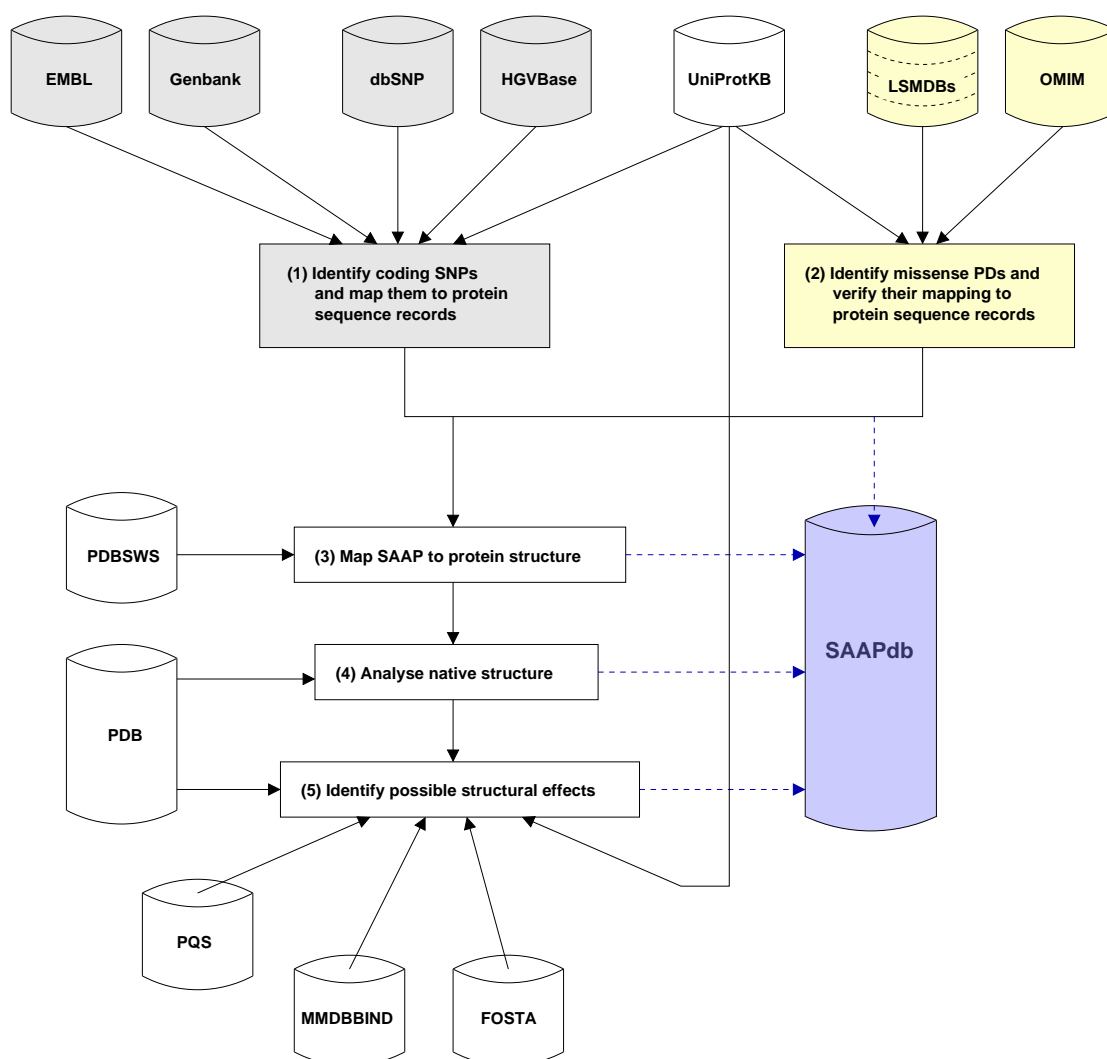 EMBL
Genbank
dbSNP
HGVBase
UniProtKB
LSMDBs
OMIM
(1) Identify coding SNPs
and map them to protein
sequence records
(2) Identify missense PDs and
verify their mapping to
protein sequence records
PDBSWS
(3) Map SAAP to protein structure
SAAPdb
(4) Analyse native structure
PDB
(5) Identify possible structural effects
PQS
MMDBBIND
FOSTA